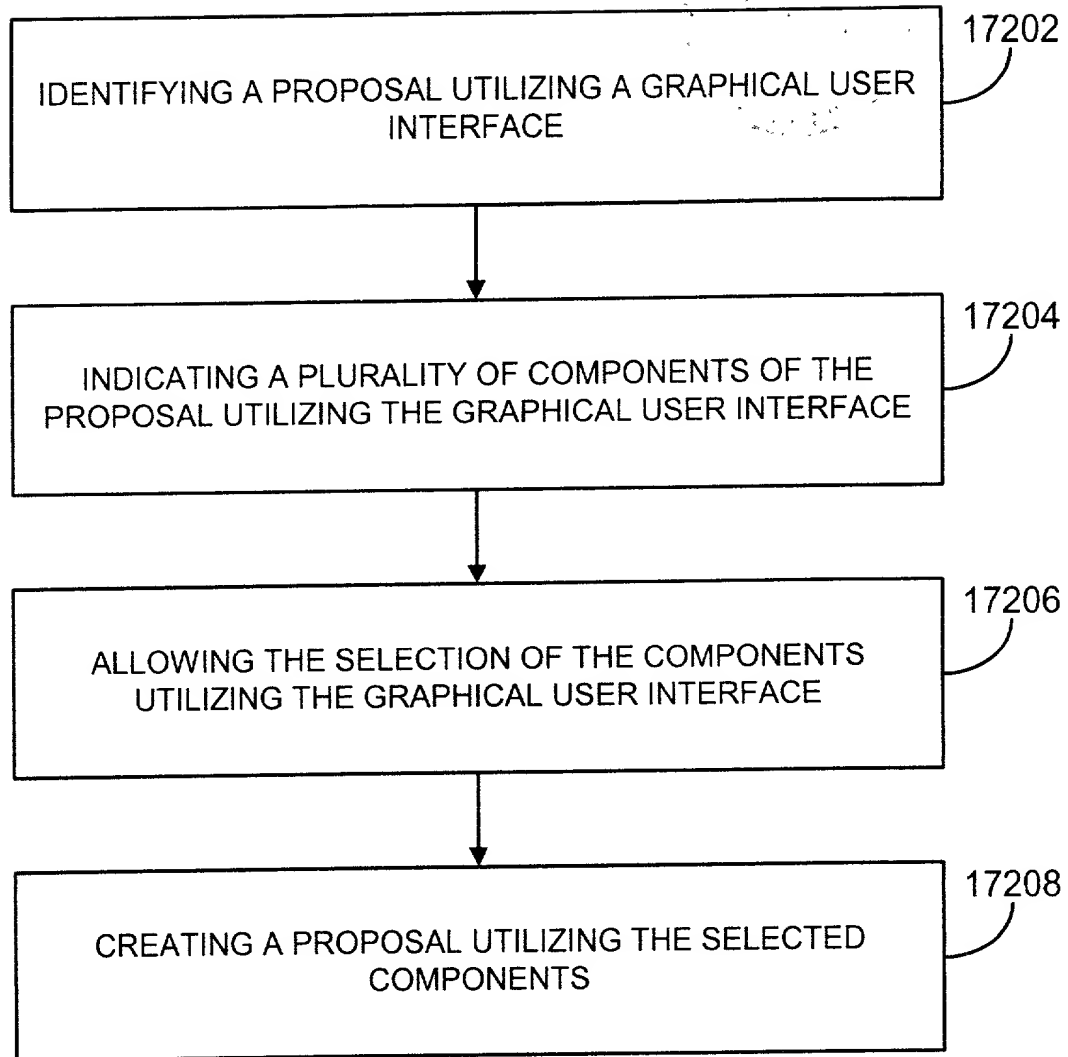 17202
IDENTIFYING A PROPOSAL UTILIZING A GRAPHICAL USER
INTERFACE
17204
INDICATING A PLURALITY OF COMPONENTS OF THE
PROPOSAL UTILIZING THE GRAPHICAL USER INTERFACE
17206
ALLOWING THE SELECTION OF THE COMPONENTS
UTILIZING THE GRAPHICAL USER INTERFACE
17208
CREATING A PROPOSAL UTILIZING THE SELECTED
COMPONENTS